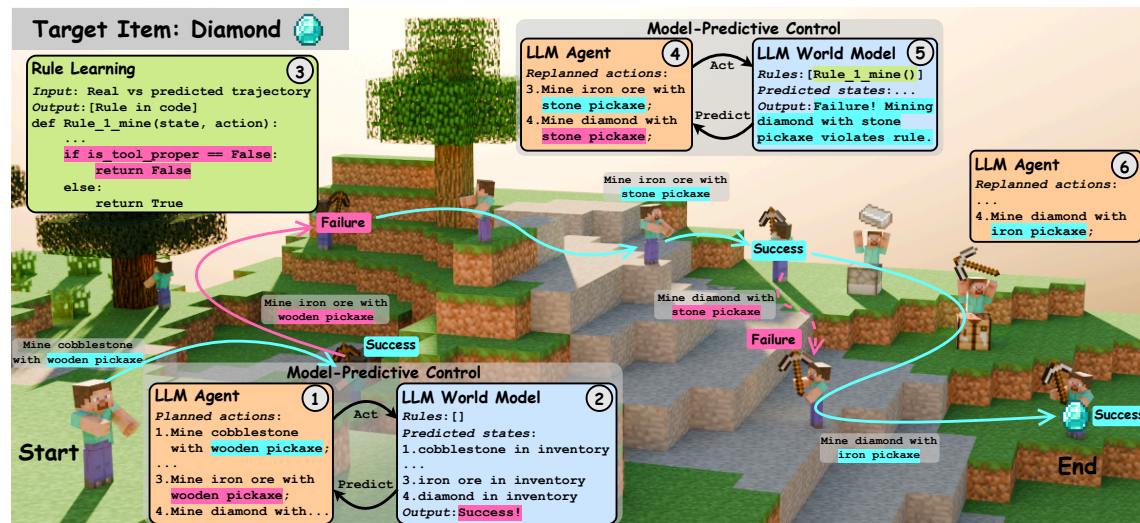 Target Item: Diamond
Rule Learning
3
Input: Real vs predicted trajectory
Output:[Rule in code]
def Rule_1_mine(state, action):
...
if is_tool_proper == False:
return False
else:
return True
Model-Predictive Control
LLM Agent
4
Replanned actions:
3.Mine iron ore with
stone pickaxe;
4.Mine diamond with
stone pickaxe;
Act
Predict
LLM World Model
5
Rules:[Rule_1_mine()]
Predicted states:...
Output:Failure! Mining
diamond with stone
pickaxe violates rule.
LLM Agent
6
Replanned actions:
...
4.Mine diamond with
iron pickaxe;
Mine iron ore with
stone pickaxe
Failure
Success
Mine iron ore with
wooden pickaxe
Mine diamond with
stone pickaxe
Failure
Mine cobblestone
with wooden pickaxe
Success
Model-Predictive Control
LLM Agent
1
Planned actions:
1.Mine cobblestone
with wooden pickaxe;
...
3.Mine iron ore with
wooden pickaxe;
4.Mine diamond with...
Act
Predict
LLM World Model
2
Rules:[]
Predicted states:
1.cobblestone in inventory
...
3.iron ore in inventory
4.diamond in inventory
Output:Success!
Start
Mine diamond with
iron pickaxe
Success
End